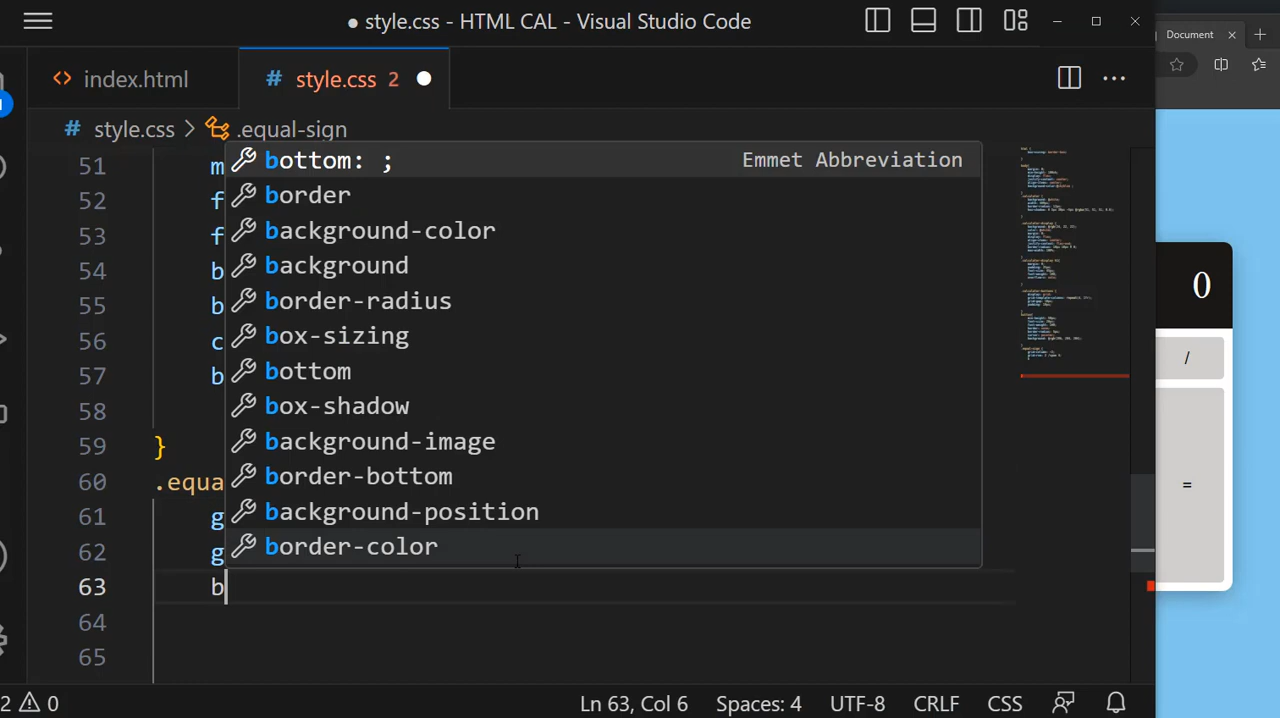 style.css - HTML CAL - Visual Studio Code
Document
index.html
# style.css 2
# style.css > .equal-sign
51 m
bottom: ; Emmet Abbreviation
52 f
border
53 f
background-color
54 b
background
55 b
border-radius
56 c
box-sizing
57 b
bottom
58
box-shadow
59 }
background-image
60 .equa
border-bottom
61 g
background-position
62 g
border-color
63 b
64
65
0
/
=
2 0
Ln 63, Col 6 Spaces: 4 UTF-8 CRLF CSS